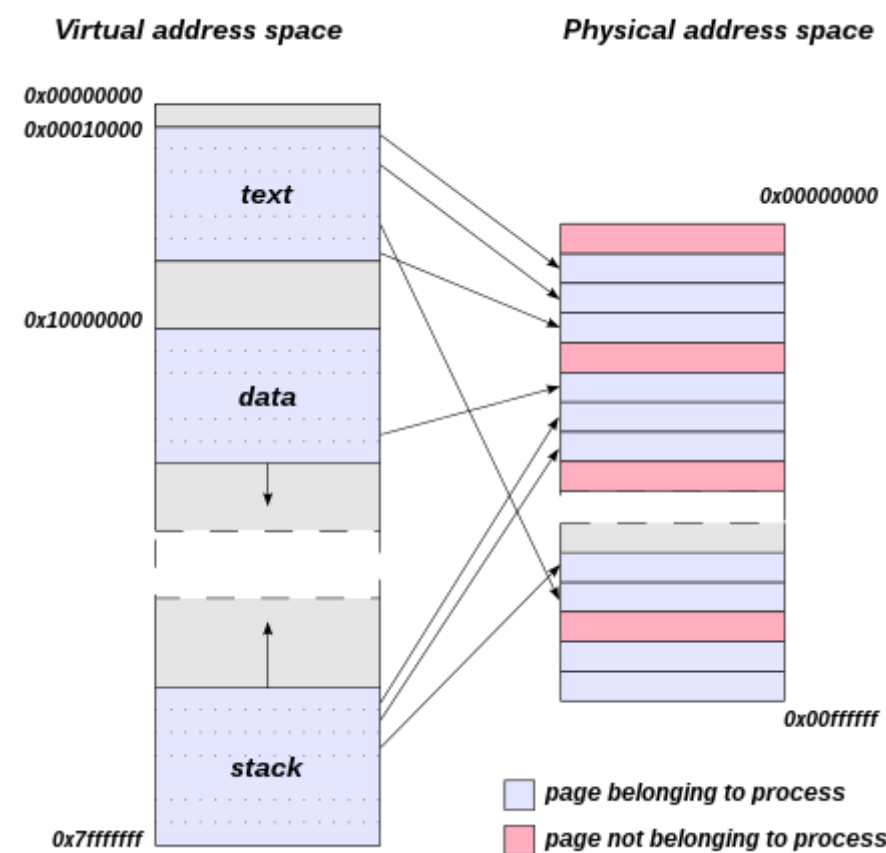 Virtual address space
Physical address space
0x00000000
0x00010000
text
0x00000000
0x10000000
data
stack
0x00ffffff
0x7fffffff
page belonging to process
page not belonging to process